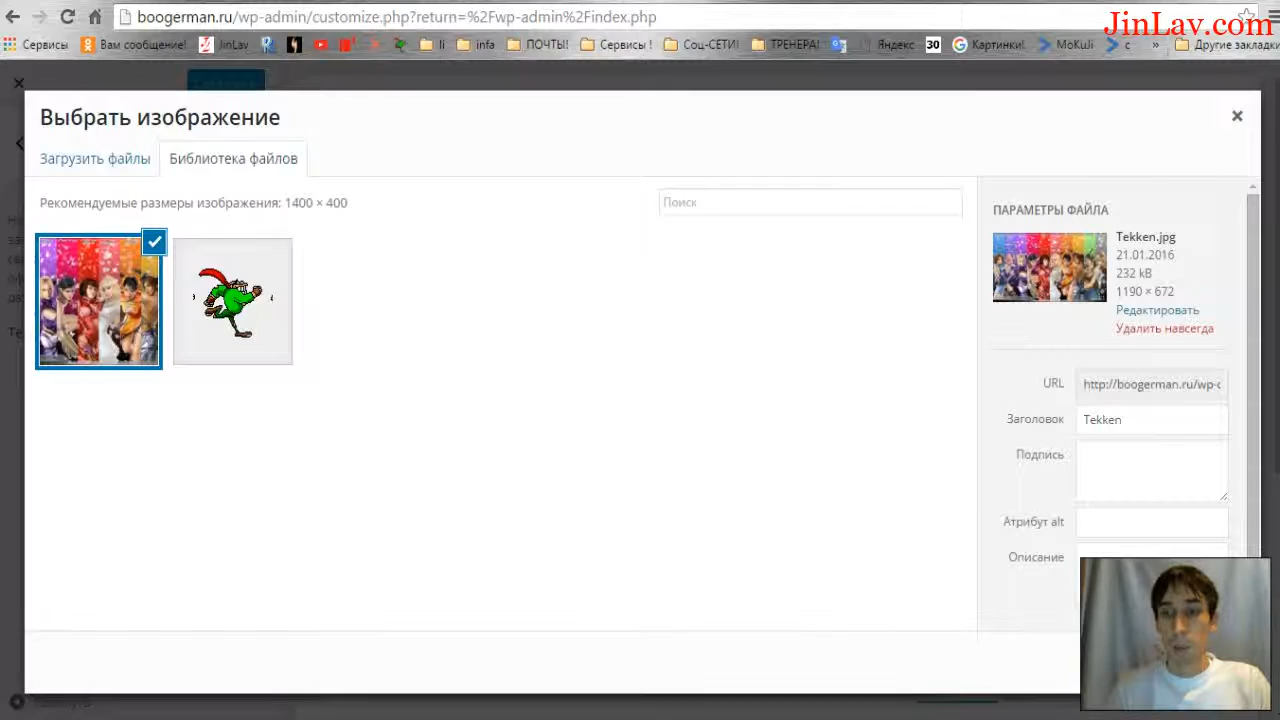 boogerman.ru/wp-admin/customize.php?return=%2Fwp-admin%2Findex.php
JinLav.com
Сервисы
Вам сообщение!
JinLav
li
infa
ПОЧТЫ!
Сервисы !
Соц-СЕТИ!
ТРЕНЕРА!
Яндекс
30
Картинки!
MoKuJi
с
»
Другие закладки
Выбрать изображение
Загрузить файлы
Библиотека файлов
Рекомендуемые размеры изображения: 1400 × 400
Поиск
ПАРАМЕТРЫ ФАЙЛА
Tekken.jpg
21.01.2016
232 kB
1190 × 672
Редактировать
Удалить навсегда
URL
http://boogerman.ru/wp-c
Заголовок
Tekken
Подпись
Атрибут alt
Описание